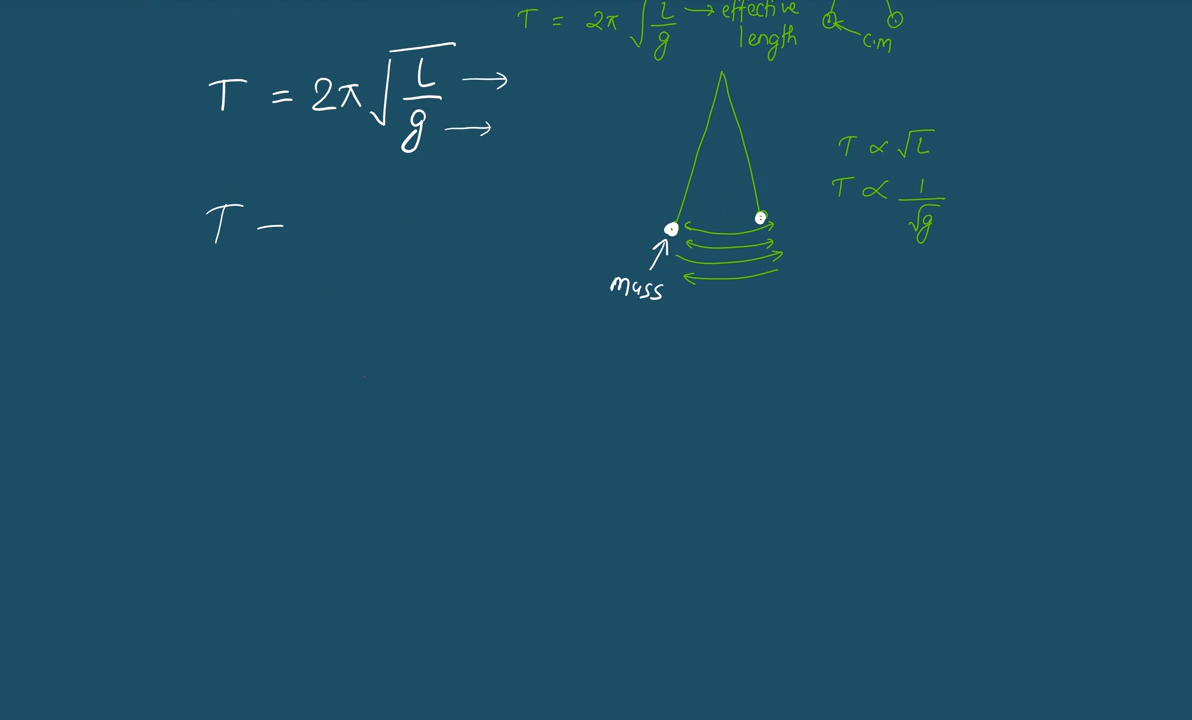 T = 2π √(L/g) → effective length
c.m
T = 2π √(L/g) → →
T ∝ √L
T ∝ 1/√g
T –
mass